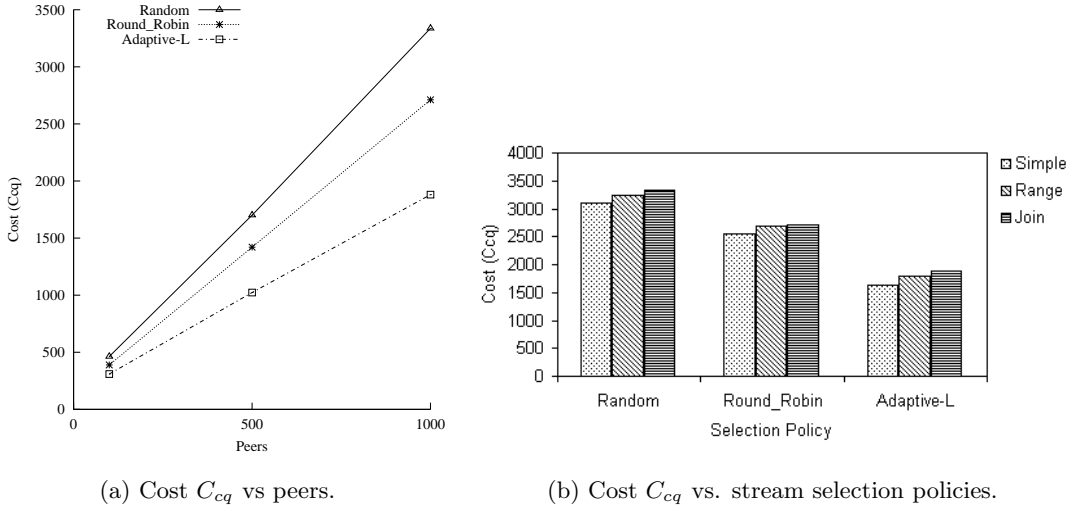 3500
3000
2500
2000
1500
1000
500
0
Cost (Ccq)
Random
Round_Robin
Adaptive-L
0
500
1000
Peers
(a) Cost Ccq vs peers.
4000
3500
3000
2500
2000
1500
1000
500
0
Cost (Ccq)
Simple
Range
Join
Random
Round_Robin
Adaptive-L
Selection Policy
(b) Cost Ccq vs. stream selection policies.